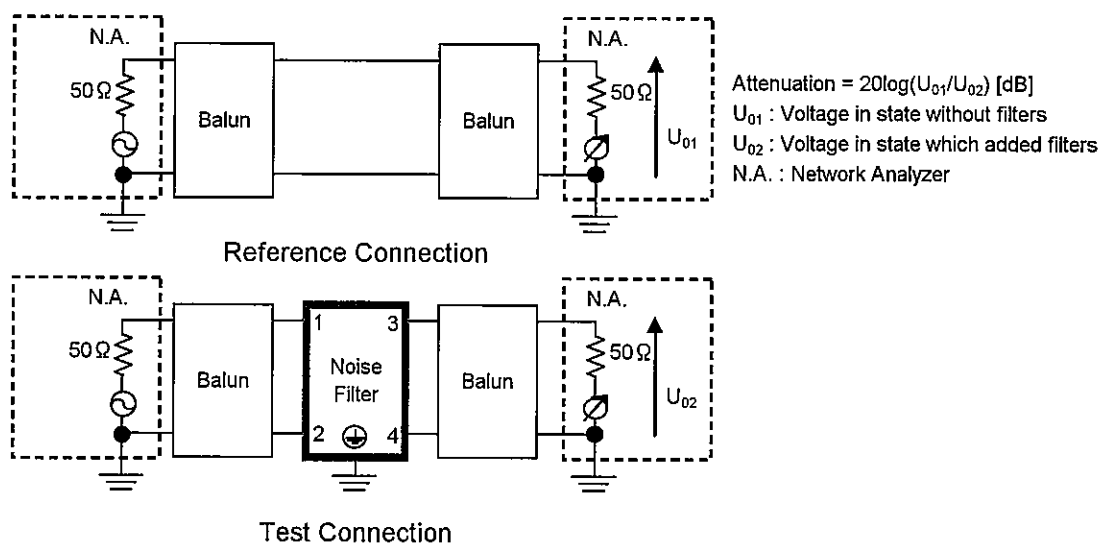 N.A.
50Ω
Balun
Balun
N.A.
50Ω
U01
Attenuation = 20log(U01/U02) [dB]
U01 : Voltage in state without filters
U02 : Voltage in state which added filters
N.A. : Network Analyzer
Reference Connection
N.A.
50Ω
Balun
1 3
Noise
Filter
2 4
Balun
N.A.
50Ω
U02
Test Connection